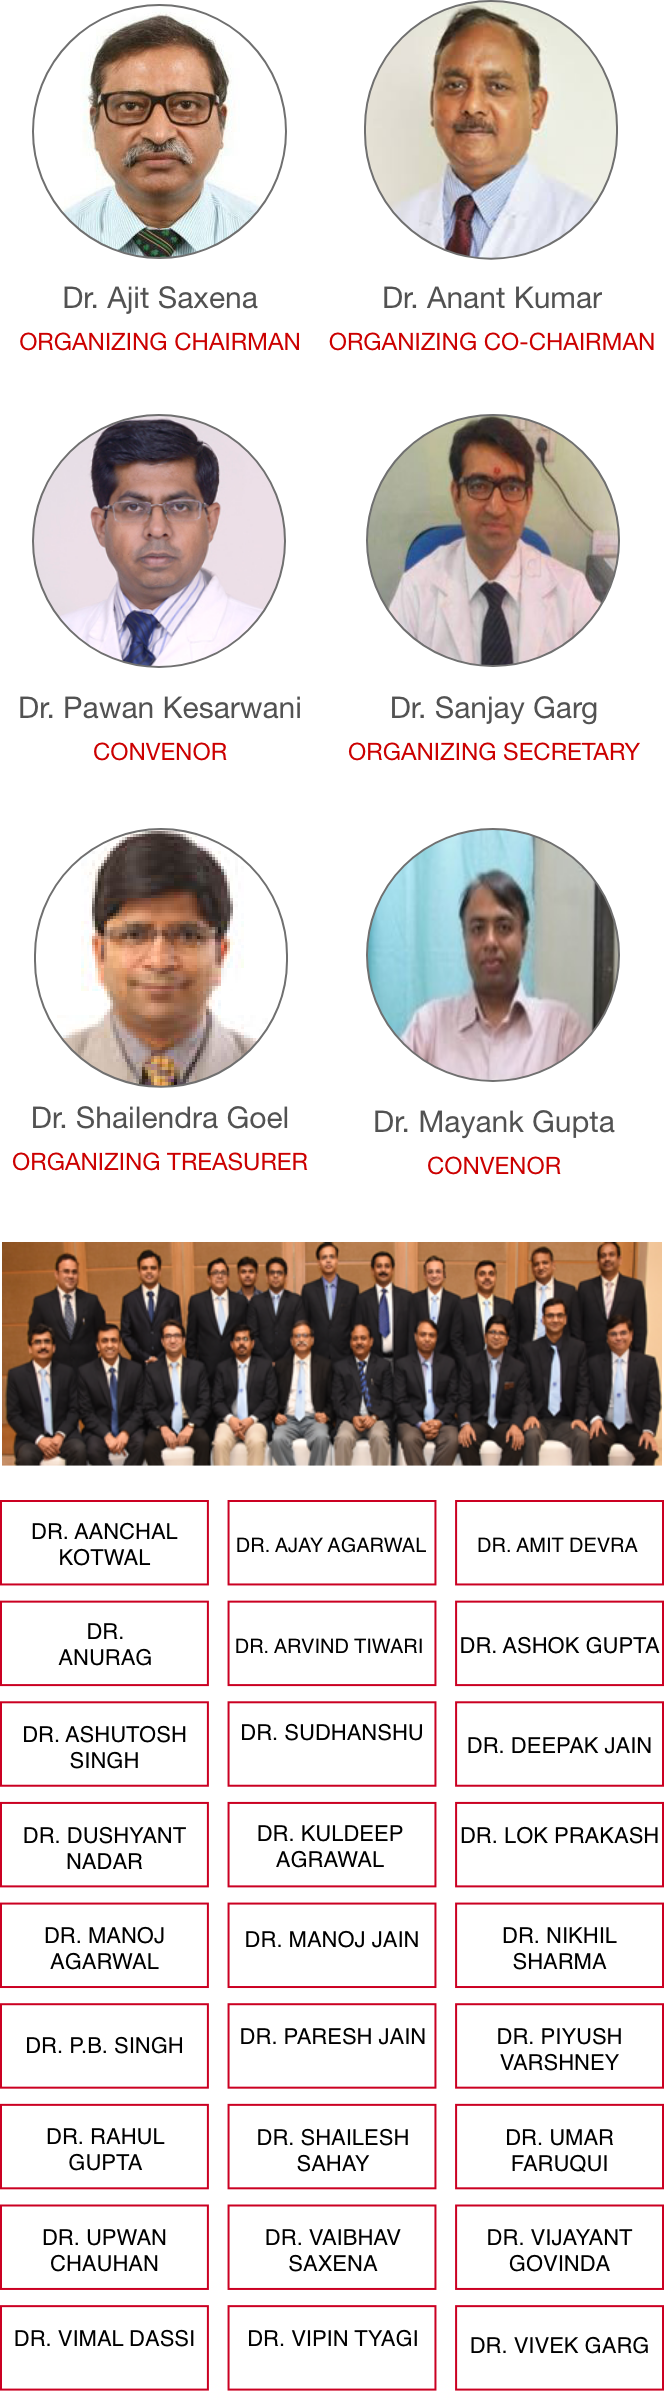 Dr. Ajit Saxena
ORGANIZING CHAIRMAN
Dr. Anant Kumar
ORGANIZING CO-CHAIRMAN
Dr. Pawan Kesarwani
CONVENOR
Dr. Sanjay Garg
ORGANIZING SECRETARY
Dr. Shailendra Goel
ORGANIZING TREASURER
Dr. Mayank Gupta
CONVENOR
DR. AANCHAL
KOTWAL
DR. AJAY AGARWAL
DR. AMIT DEVRA
DR.
ANURAG
DR. ARVIND TIWARI
DR. ASHOK GUPTA
DR. ASHUTOSH
SINGH
DR. SUDHANSHU
DR. DEEPAK JAIN
DR. DUSHYANT
NADAR
DR. KULDEEP
AGRAWAL
DR. LOK PRAKASH
DR. MANOJ
AGARWAL
DR. MANOJ JAIN
DR. NIKHIL
SHARMA
DR. P.B. SINGH
DR. PARESH JAIN
DR. PIYUSH
VARSHNEY
DR. RAHUL
GUPTA
DR. SHAILESH
SAHAY
DR. UMAR
FARUQUI
DR. UPWAN
CHAUHAN
DR. VAIBHAV
SAXENA
DR. VIJAYANT
GOVINDA
DR. VIMAL DASSI
DR. VIPIN TYAGI
DR. VIVEK GARG